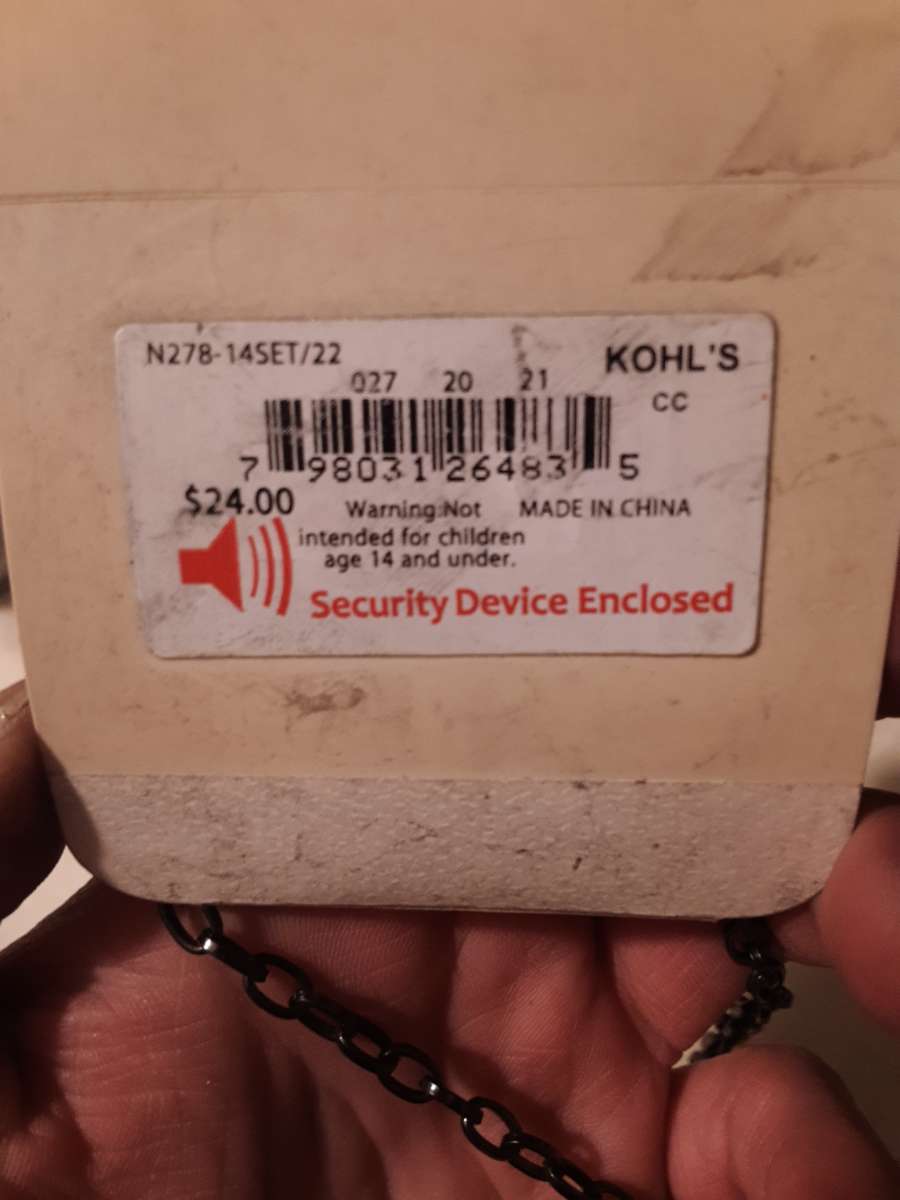 N278-14SET/22 KOHL'S
027 20 21
CC
7 98031 26483 5
$24.00 Warning:Not MADE IN CHINA
intended for children
age 14 and under.
Security Device Enclosed